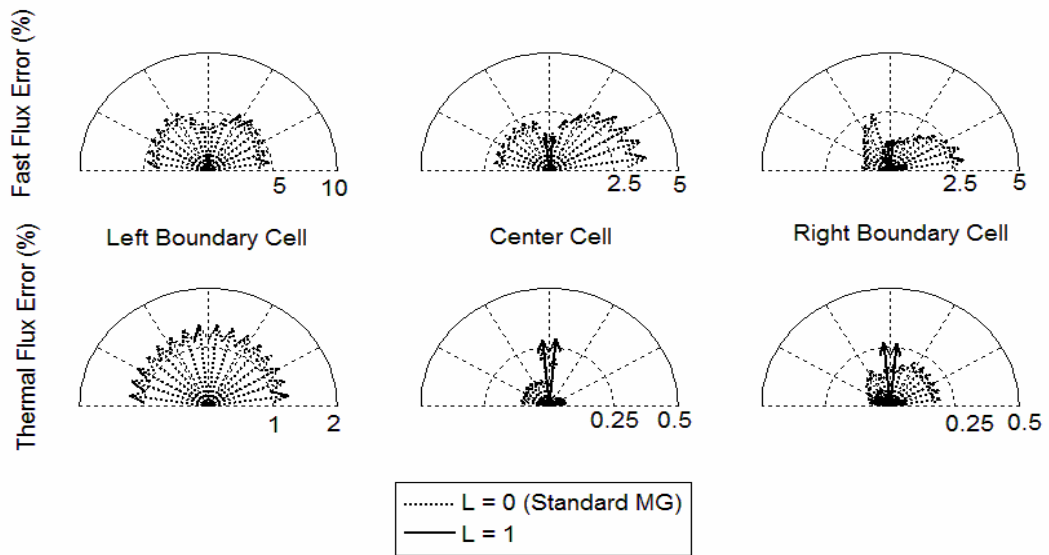 Fast Flux Error (%)
5 10
2.5 5
2.5 5
Left Boundary Cell
Center Cell
Right Boundary Cell
Thermal Flux Error (%)
1 2
0.25 0.5
0.25 0.5
L = 0 (Standard MG)
L = 1